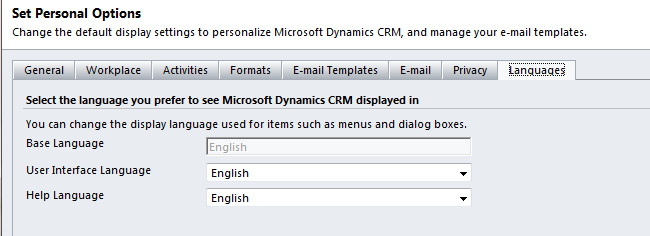 Set Personal Options
Change the default display settings to personalize Microsoft Dynamics CRM, and manage your e-mail templates.
General Workplace Activities Formats E-mail Templates E-mail Privacy Languages
Select the language you prefer to see Microsoft Dynamics CRM displayed in
You can change the display language used for items such as menus and dialog boxes.
Base Language English
User Interface Language English
Help Language English